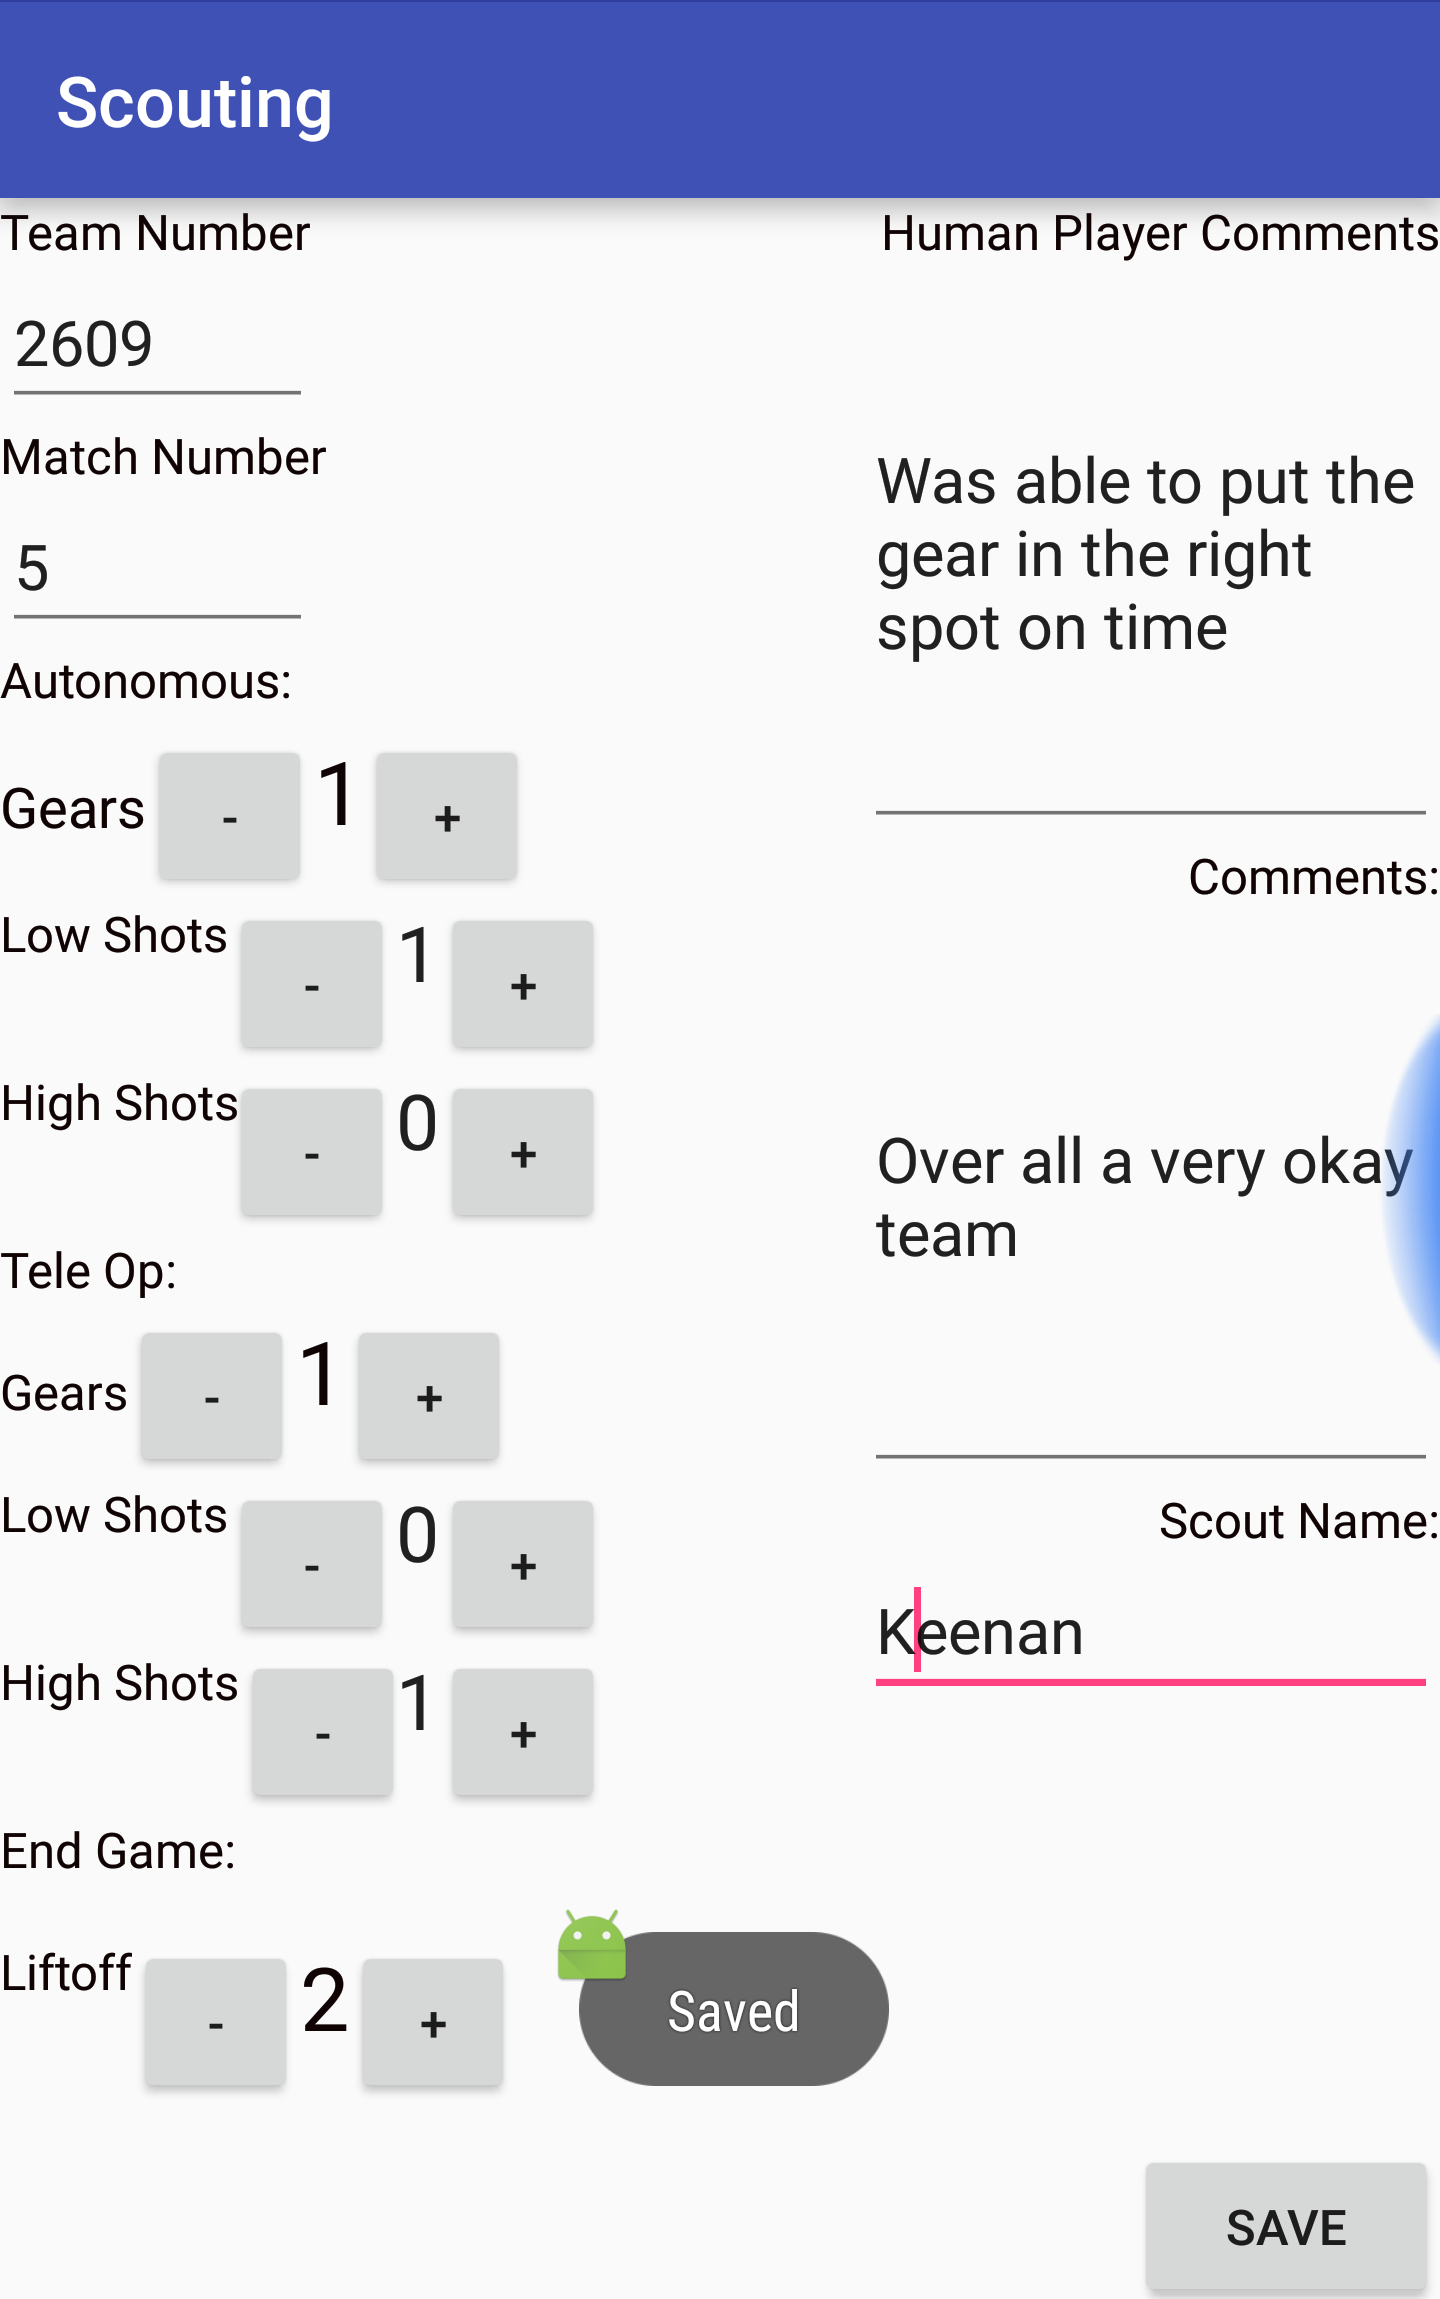 Scouting
Team Number
2609
Match Number
5
Autonomous:
Gears - 1 +
Low Shots - 1 +
High Shots - 0 +
Tele Op:
Gears - 1 +
Low Shots - 0 +
High Shots - 1 +
End Game:
Liftoff - 2 +
Human Player Comments
Was able to put the
gear in the right
spot on time
Comments:
Over all a very okay
team
Scout Name:
Keenan
Saved
SAVE